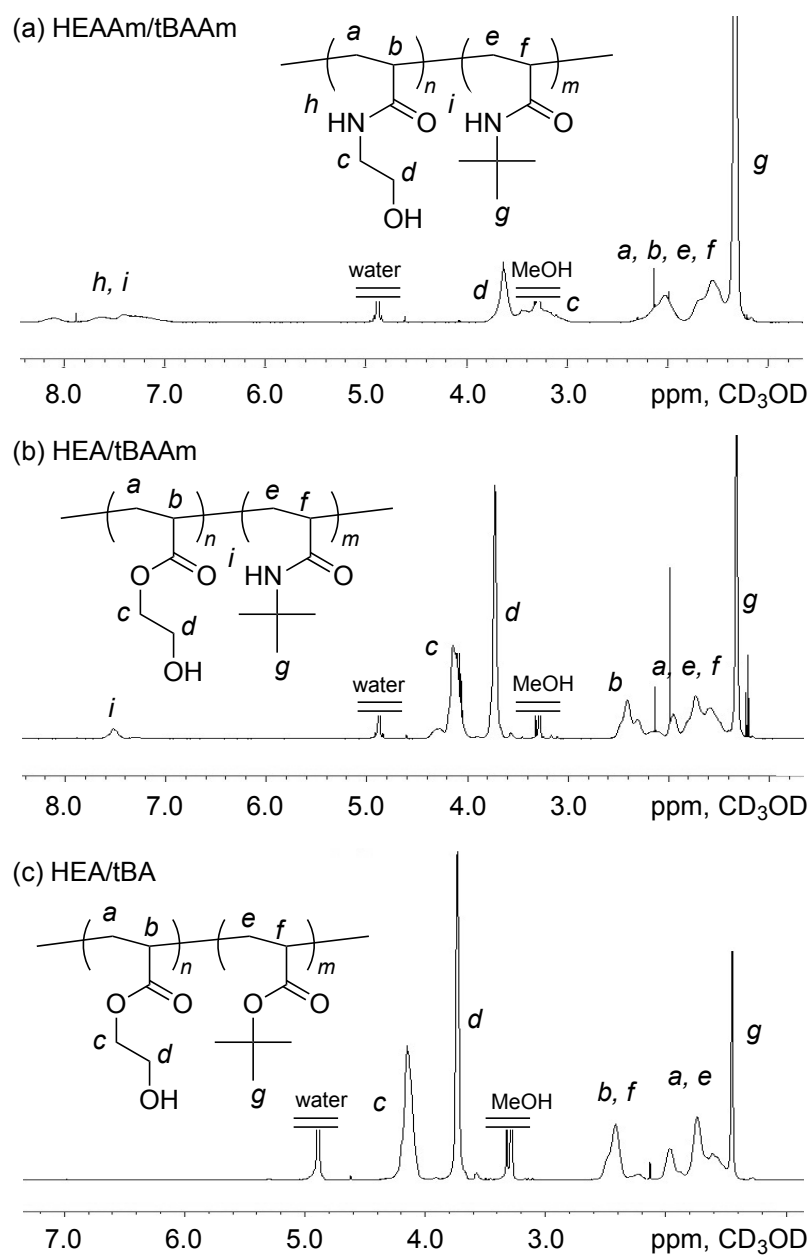 (a) HEAAm/tBAAm
a b e f
n m
h i
HN O HN O
c
d
OH g
g
a, b, e, f
h, i water d MeOH c
8.0 7.0 6.0 5.0 4.0 3.0 ppm, CD3OD
(b) HEA/tBAAm
a b e f
n m
i
O O HN O
c d
OH g
i water c d MeOH b a, e, f g
8.0 7.0 6.0 5.0 4.0 3.0 ppm, CD3OD
(c) HEA/tBA
a b e f
n m
O O O O
c d
OH g
water c d MeOH b, f a, e g
7.0 6.0 5.0 4.0 3.0 ppm, CD3OD